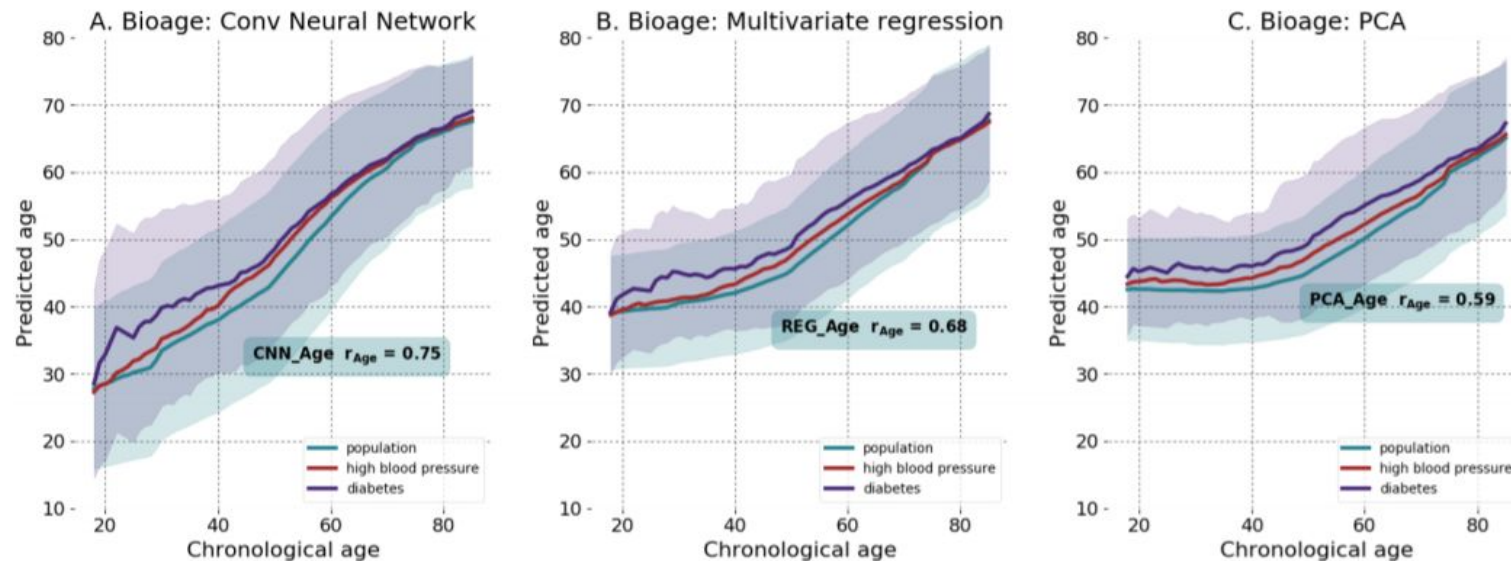 A. Bioage: Conv Neural Network
80
70
60
50
40
30
20
10
Predicted age
CNN_Age rAge = 0.75
population
high blood pressure
diabetes
20 40 60 80
Chronological age
B. Bioage: Multivariate regression
80
70
60
50
40
30
20
10
Predicted age
REG_Age rAge = 0.68
population
high blood pressure
diabetes
20 40 60 80
Chronological age
C. Bioage: PCA
80
70
60
50
40
30
20
10
Predicted age
PCA_Age rAge = 0.59
population
high blood pressure
diabetes
20 40 60 80
Chronological age